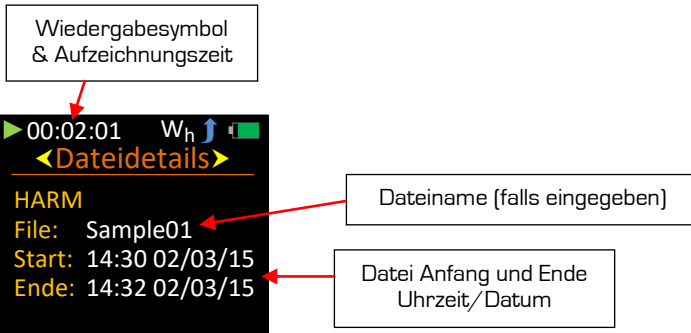 Wiedergabesymbol
& Aufzeichnungszeit
00:02:01 Wh
Dateidetails
HARM
File: Sample01
Start: 14:30 02/03/15
Ende: 14:32 02/03/15
Dateiname (falls eingegeben)
Datei Anfang und Ende
Uhrzeit/Datum